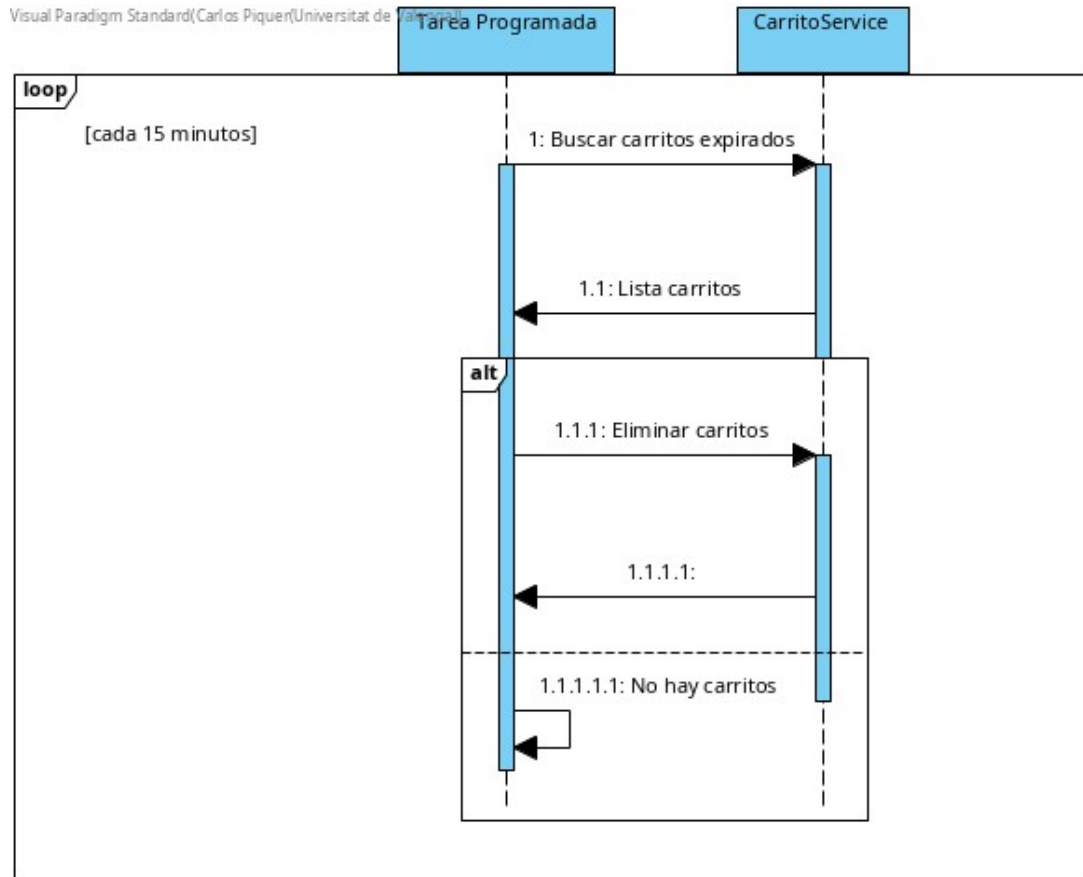 Visual Paradigm Standard(Carlos Piquer(Universitat de
Tarea Programada
CarritoService
loop
[cada 15 minutos]
1: Buscar carritos expirados
1.1: Lista carritos
alt
1.1.1: Eliminar carritos
1.1.1.1:
1.1.1.1.1: No hay carritos